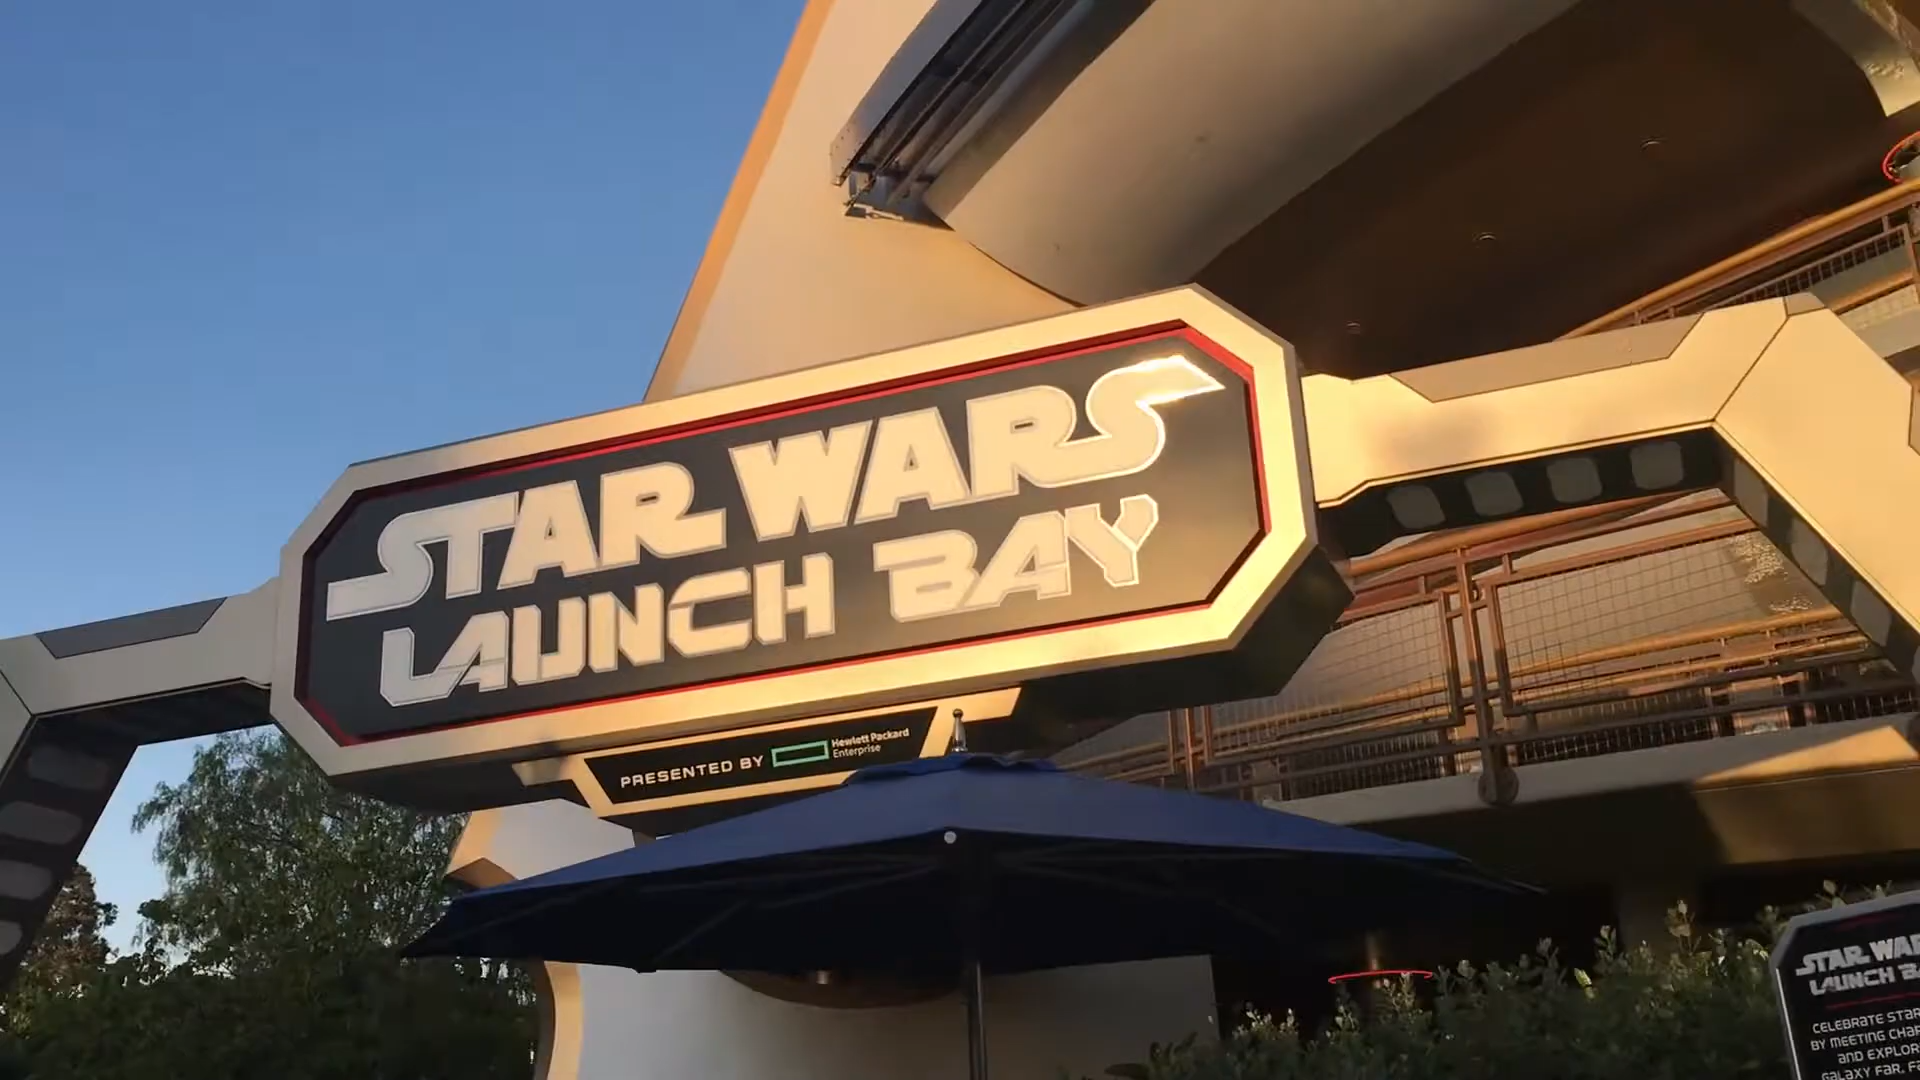 STAR WARS
LAUNCH BAY
PRESENTED BY
Hewlett Packard
Enterprise
STAR WAR
LAUNCH BA
CELEBRATE STAR
BY MEETING CHAR
AND EXPLOR
GALAXY FAR, FA